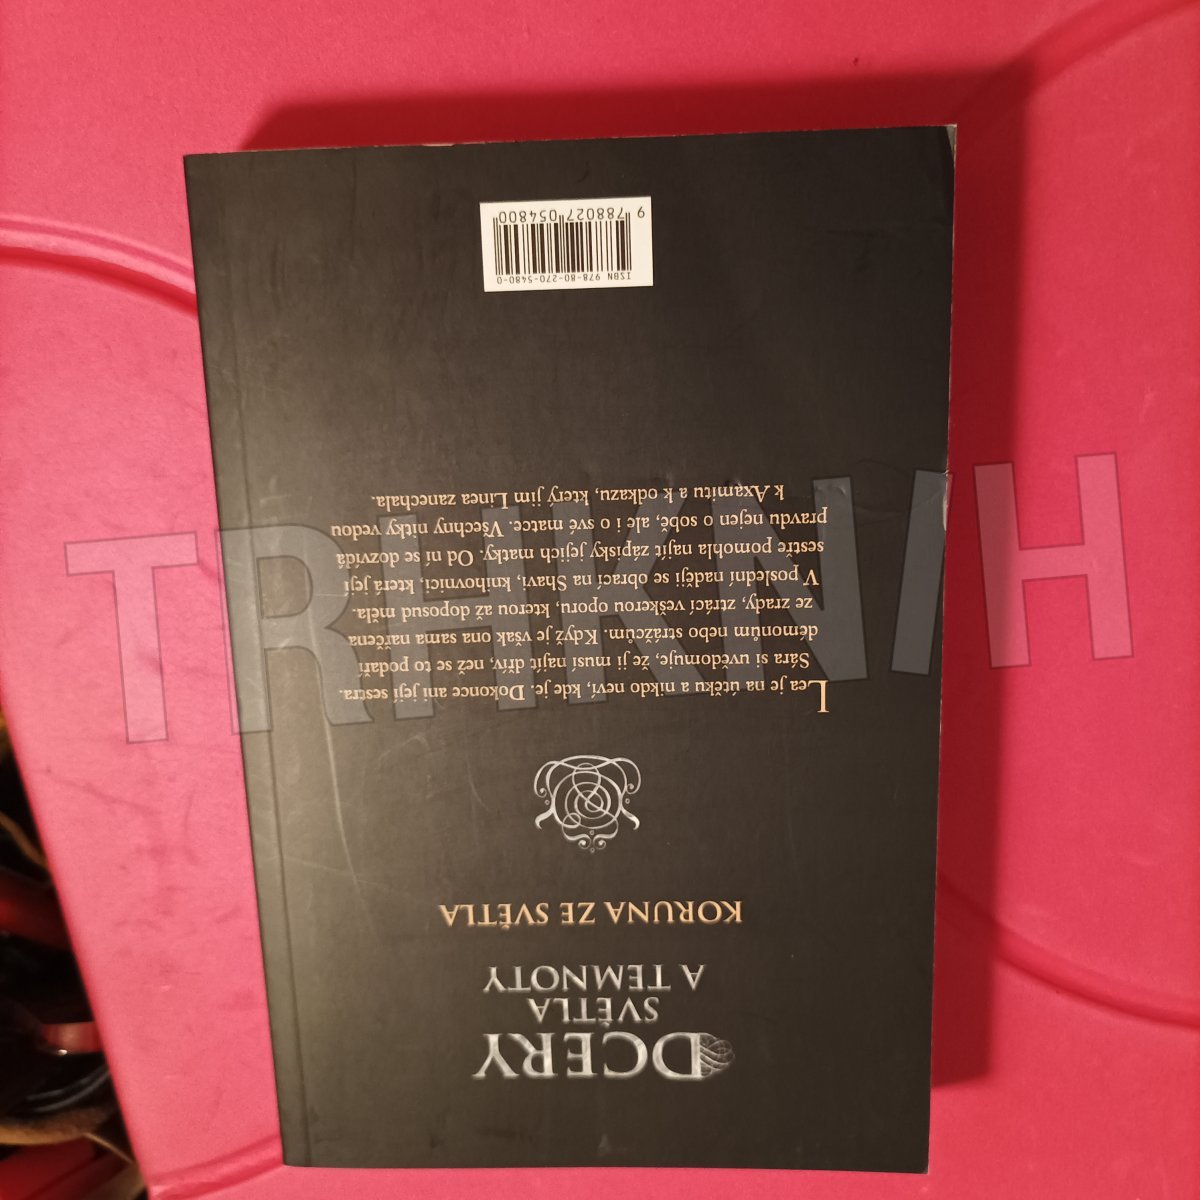 DCERY
SVĚTLA
A TEMNOTY
KORUNA ZE SVĚTLA
Lea je na útěku a nikdo neví, kde je. Dokonce ani její sestra.
Sára si uvědomuje, že ji musí najít dřív, než se to podaří
démonům nebo strážcům. Když je však ona sama nařčena
ze zrady, ztrácí veškerou oporu, kterou až doposud měla.
V poslední naději se obrací na Shavi, knihovnici, která její
sestře pomohla najít zápisky jejich matky. Od ní se dozvídá
pravdu nejen o sobě, ale i o své matce. Všechny nitky vedou
k Axamitu a k odkazu, který jim Linea zanechala.
ISBN 978-80-270-5480-0
9 788027 054800
TRHKNIH